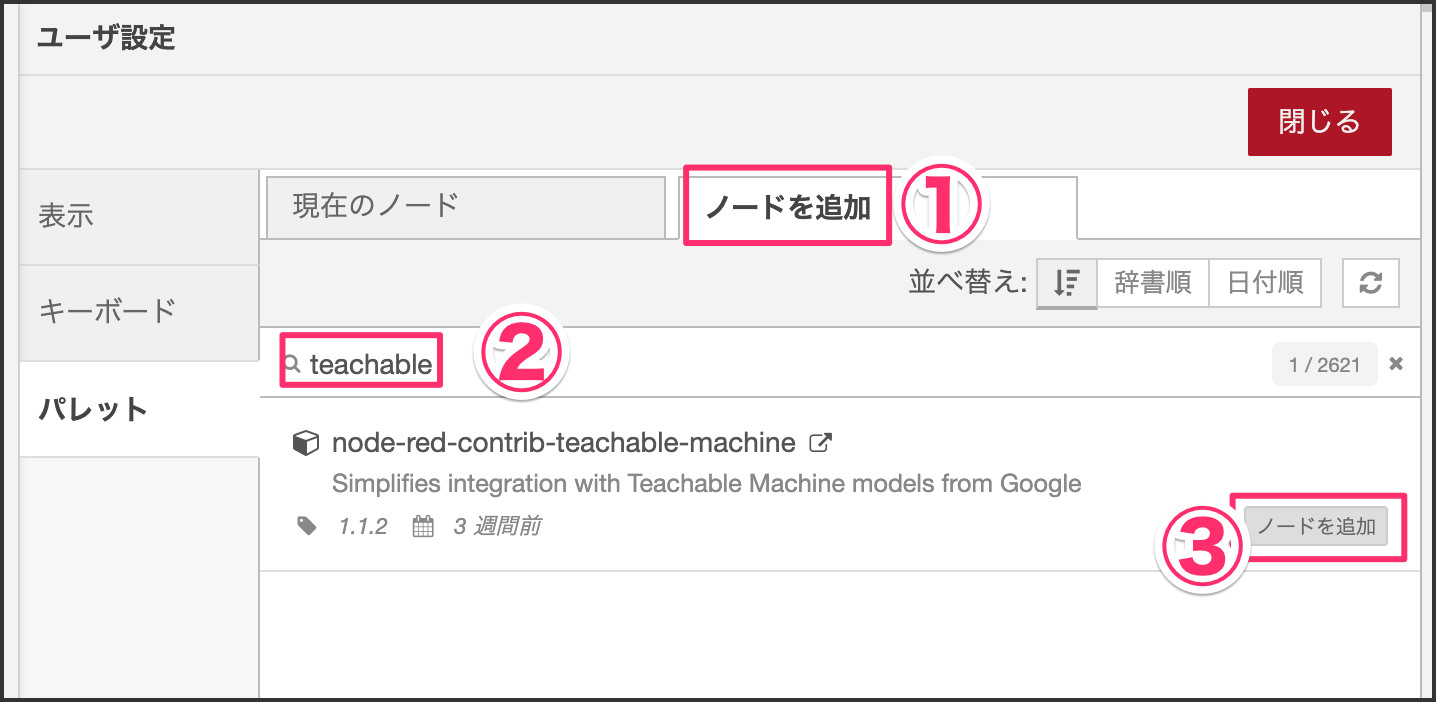 ユーザ設定
閉じる
表示
キーボード
パレット
現在のノード
ノードを追加 ①
並べ替え: 辞書順 日付順
teachable ② 1 / 2621 ×
node-red-contrib-teachable-machine
Simplifies integration with Teachable Machine models from Google
1.1.2 3 週間前
③ ノードを追加